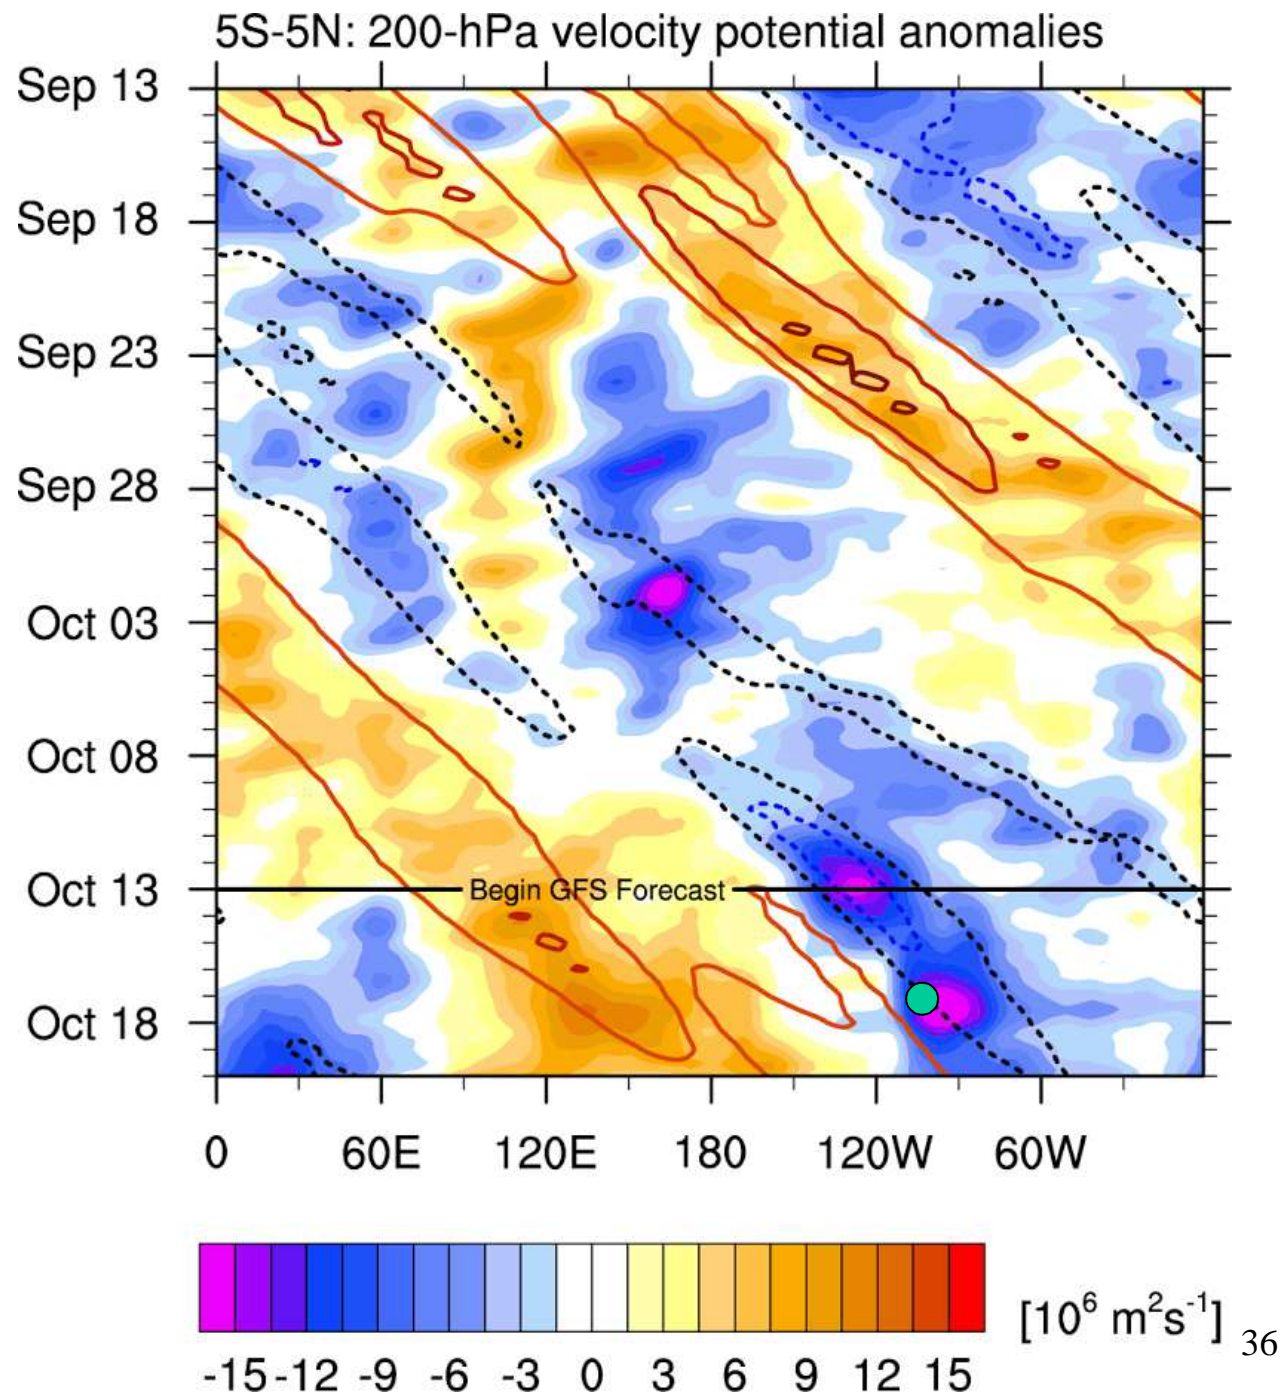 5S-5N: 200-hPa velocity potential anomalies
Sep 13
Sep 18
Sep 23
Sep 28
Oct 03
Oct 08
Oct 13
Begin GFS Forecast
Oct 18
0 60E 120E 180 120W 60W
[10⁶ m²s⁻¹]
36
-15 -12 -9 -6 -3 0 3 6 9 12 15